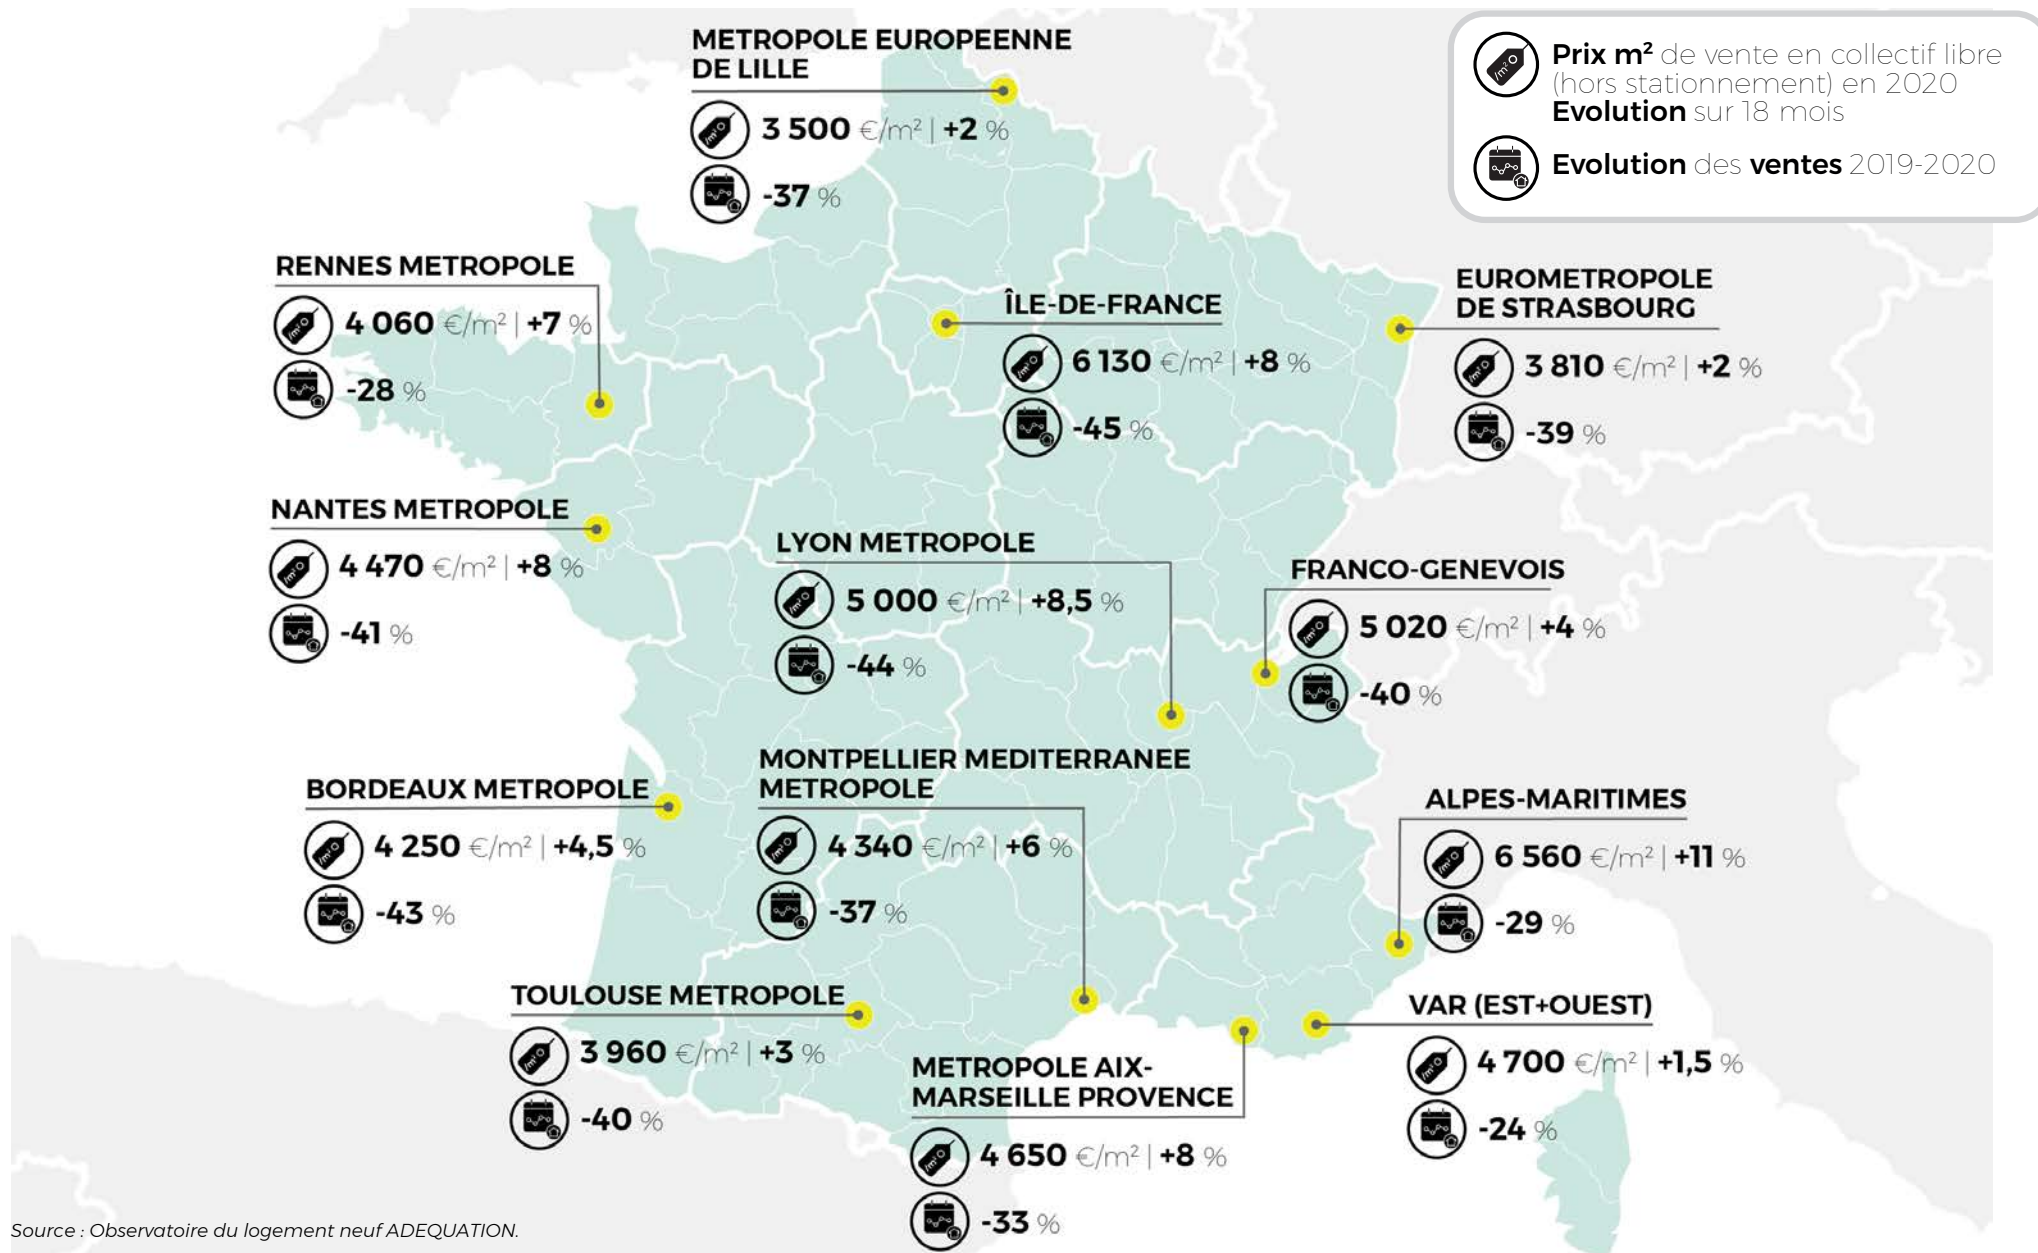 METROPOLE EUROPEENNE
DE LILLE
3 500 €/m² | +2 %
-37 %
Prix m² de vente en collectif libre
(hors stationnement) en 2020
Evolution sur 18 mois
Evolution des ventes 2019-2020
RENNES METROPOLE
4 060 €/m² | +7 %
-28 %
ÎLE-DE-FRANCE
6 130 €/m² | +8 %
-45 %
EUROMETROPOLE
DE STRASBOURG
3 810 €/m² | +2 %
-39 %
NANTES METROPOLE
4 470 €/m² | +8 %
-41 %
LYON METROPOLE
5 000 €/m² | +8,5 %
-44 %
FRANCO-GENEVOIS
5 020 €/m² | +4 %
-40 %
BORDEAUX METROPOLE
4 250 €/m² | +4,5 %
-43 %
MONTPELLIER MEDITERRANEE
METROPOLE
4 340 €/m² | +6 %
-37 %
ALPES-MARITIMES
6 560 €/m² | +11 %
-29 %
TOULOUSE METROPOLE
3 960 €/m² | +3 %
-40 %
METROPOLE AIX-
MARSEILLE PROVENCE
4 650 €/m² | +8 %
-33 %
VAR (EST+OUEST)
4 700 €/m² | +1,5 %
-24 %
Source : Observatoire du logement neuf ADEQUATION.